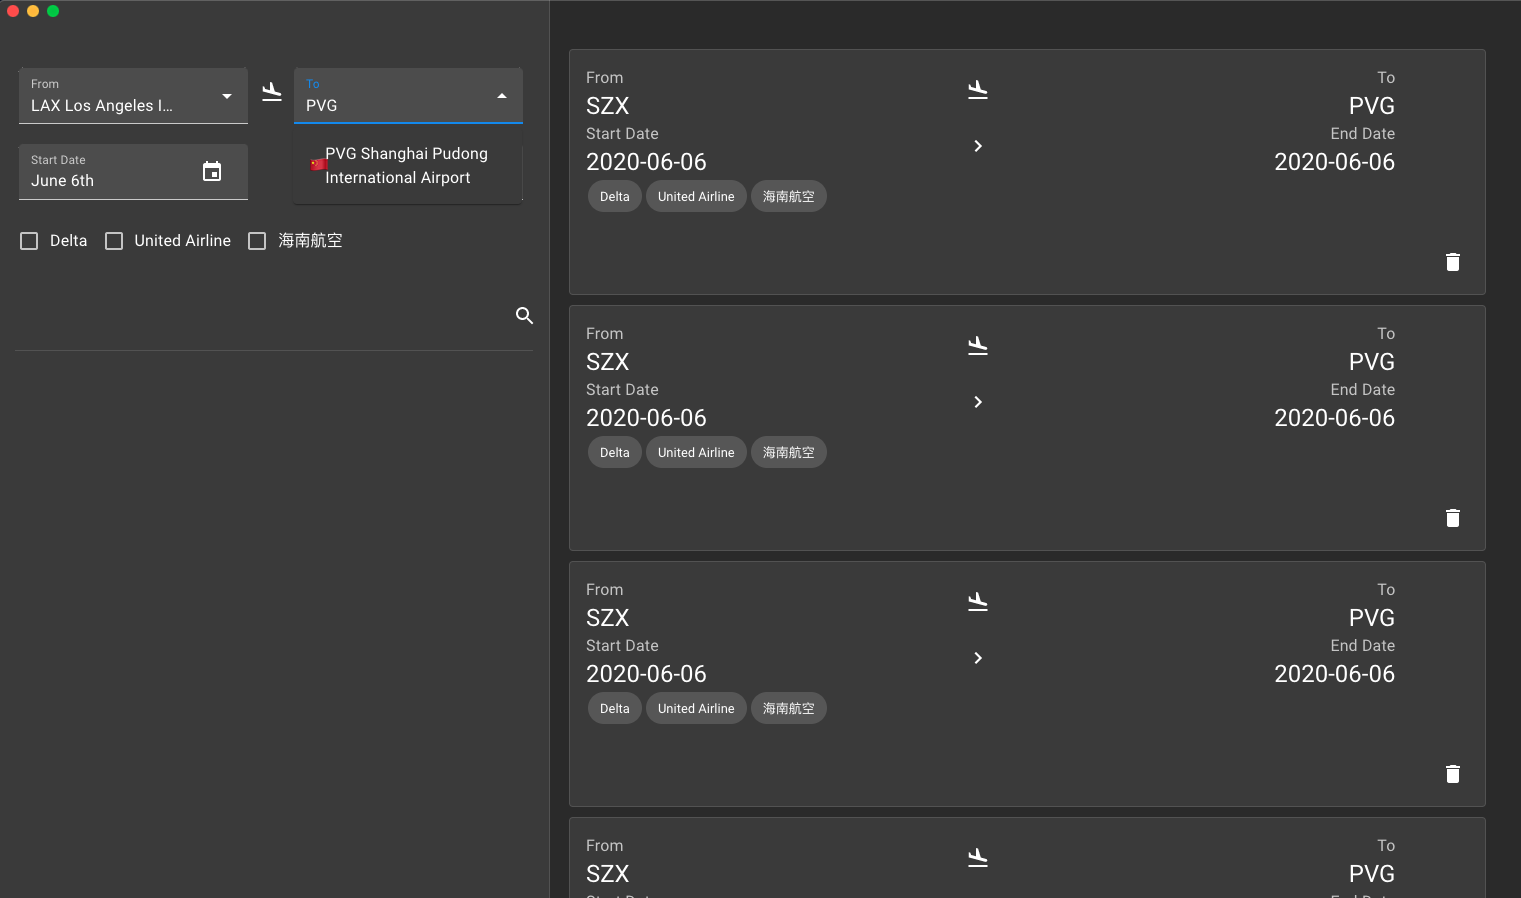 From
LAX Los Angeles I...
To
PVG
PVG Shanghai Pudong
International Airport
Start Date
June 6th
Delta
United Airline
海南航空
From
To
SZX
PVG
Start Date
End Date
2020-06-06
2020-06-06
Delta
United Airline
海南航空
From
To
SZX
PVG
Start Date
End Date
2020-06-06
2020-06-06
Delta
United Airline
海南航空
From
To
SZX
PVG
Start Date
End Date
2020-06-06
2020-06-06
Delta
United Airline
海南航空
From
To
SZX
PVG